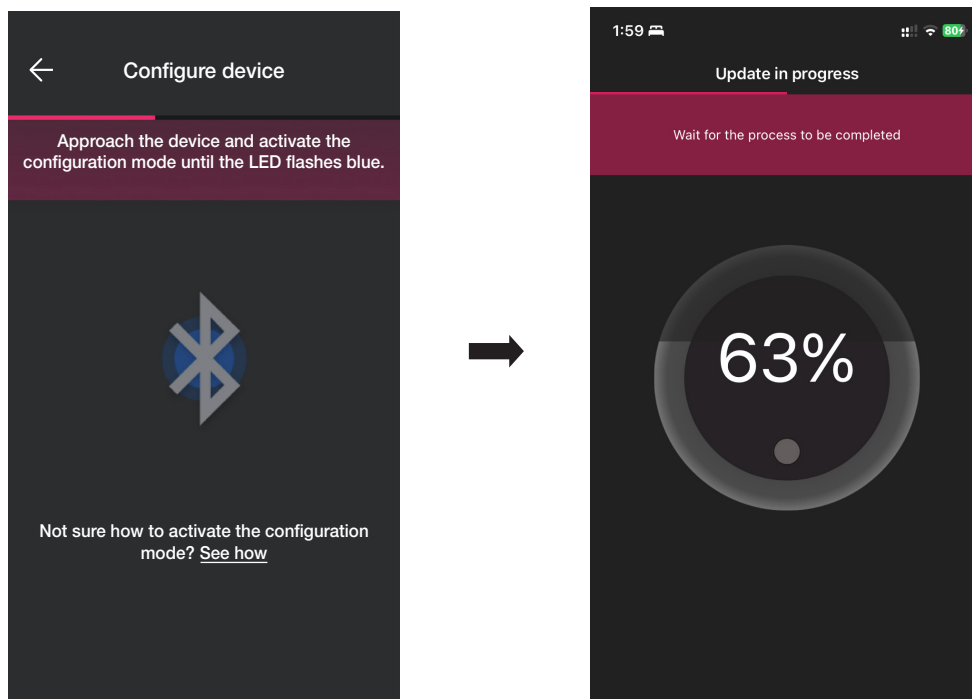 Configure device
Approach the device and activate the
configuration mode until the LED flashes blue.
Not sure how to activate the configuration
mode? See how
1:59
80
Update in progress
Wait for the process to be completed
63%